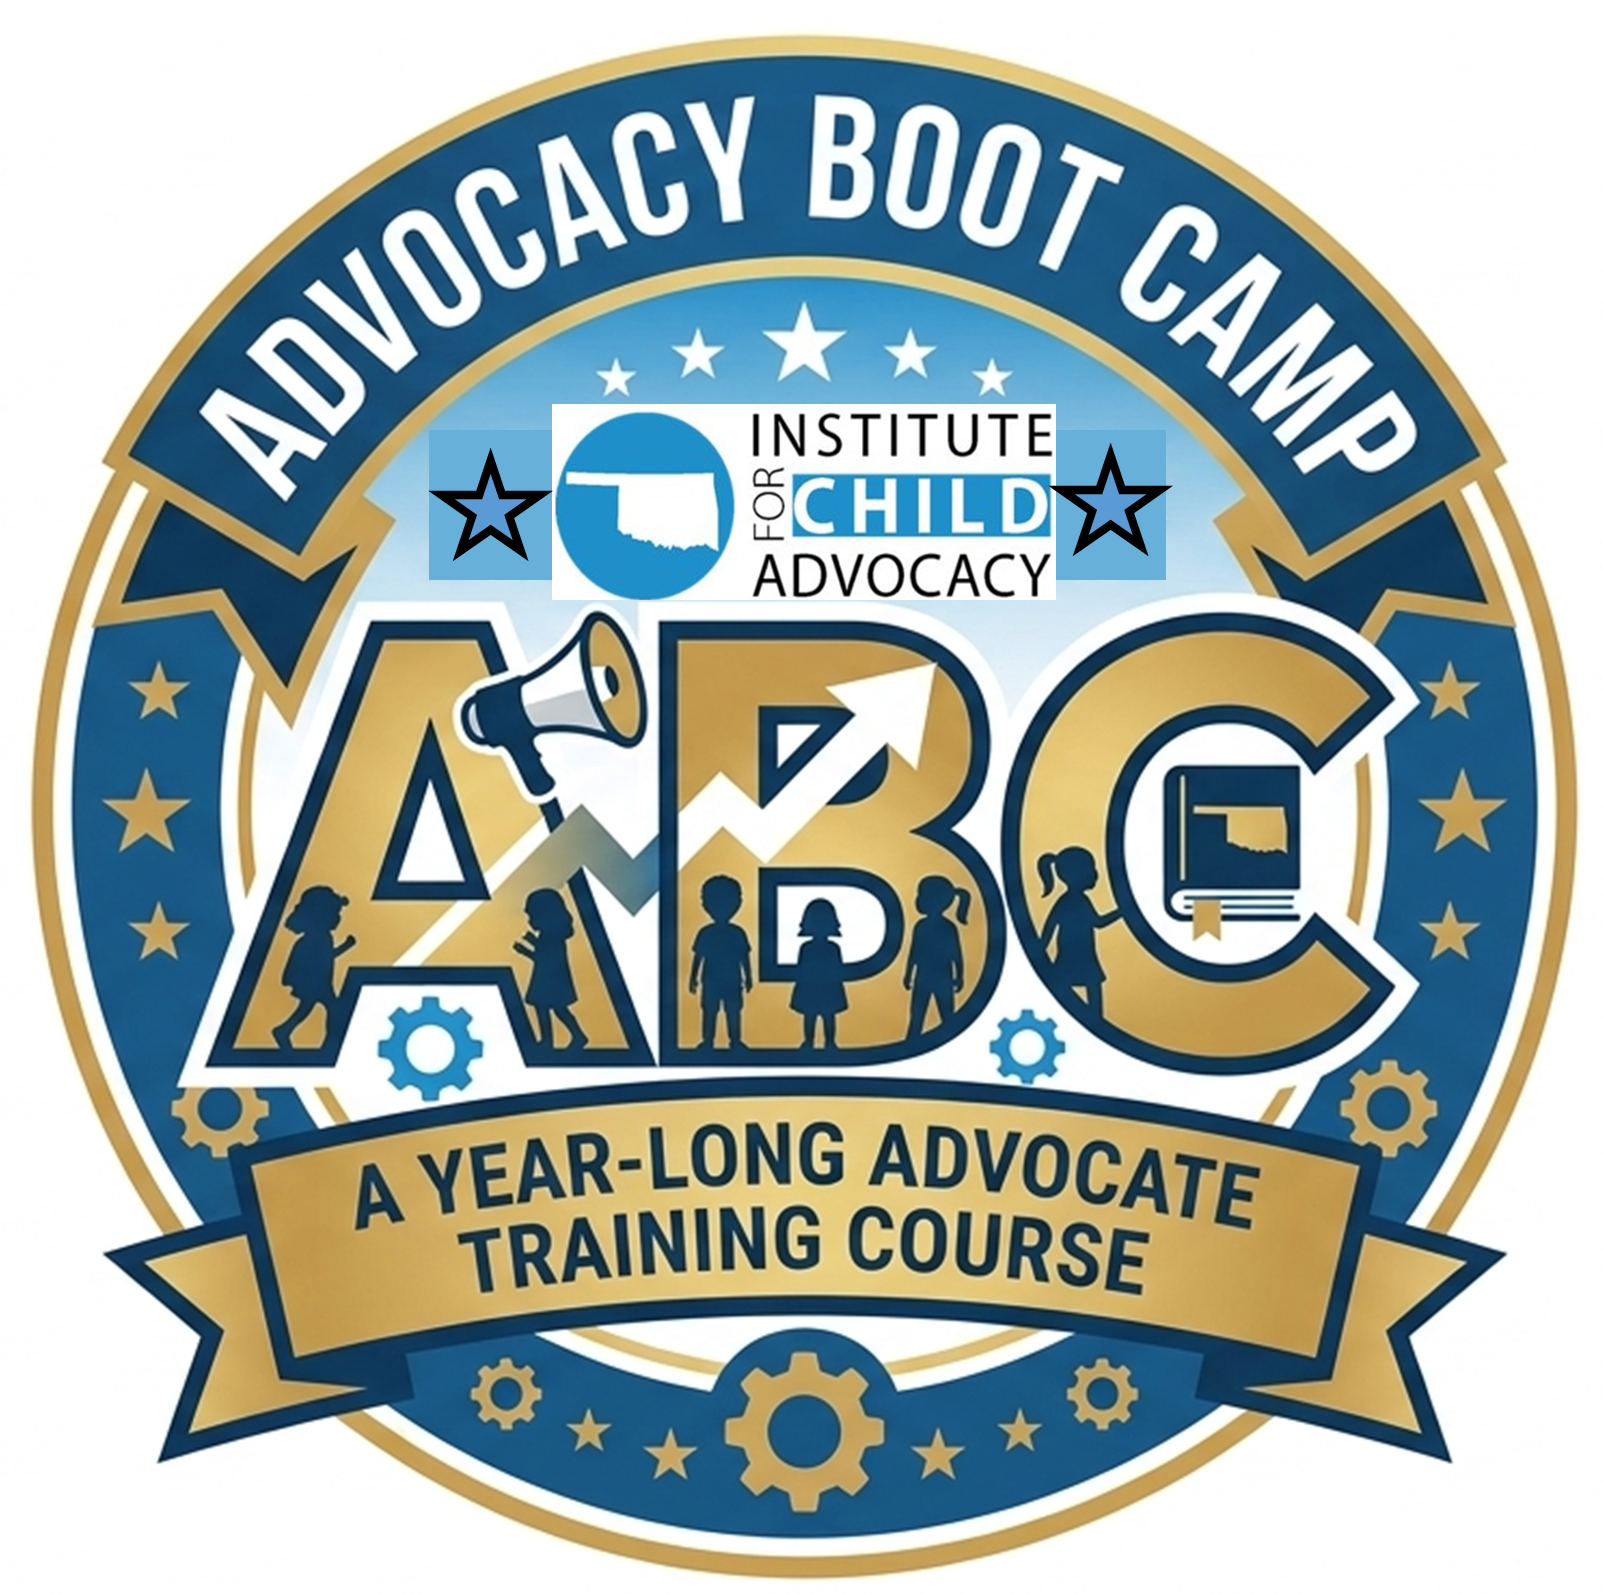 ADVOCACY BOOT CAMP
INSTITUTE
FOR CHILD
ADVOCACY
ABC
A YEAR-LONG ADVOCATE
TRAINING COURSE